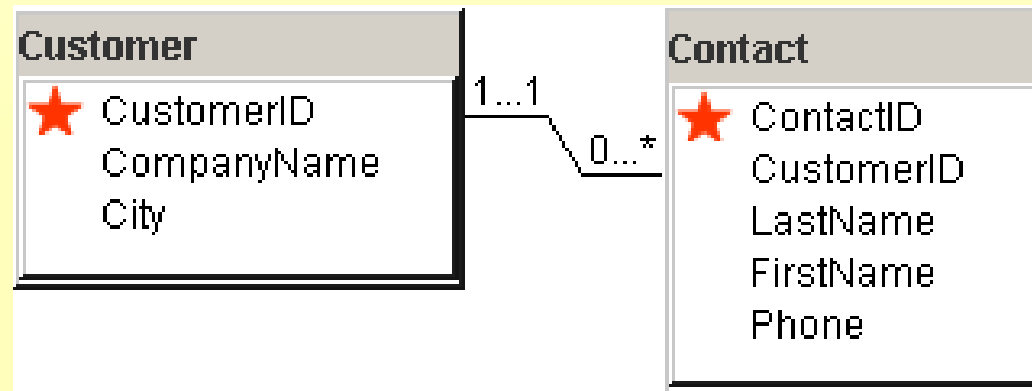 Customer
CustomerID
CompanyName
City
1...1
0...*
Contact
ContactID
CustomerID
LastName
FirstName
Phone